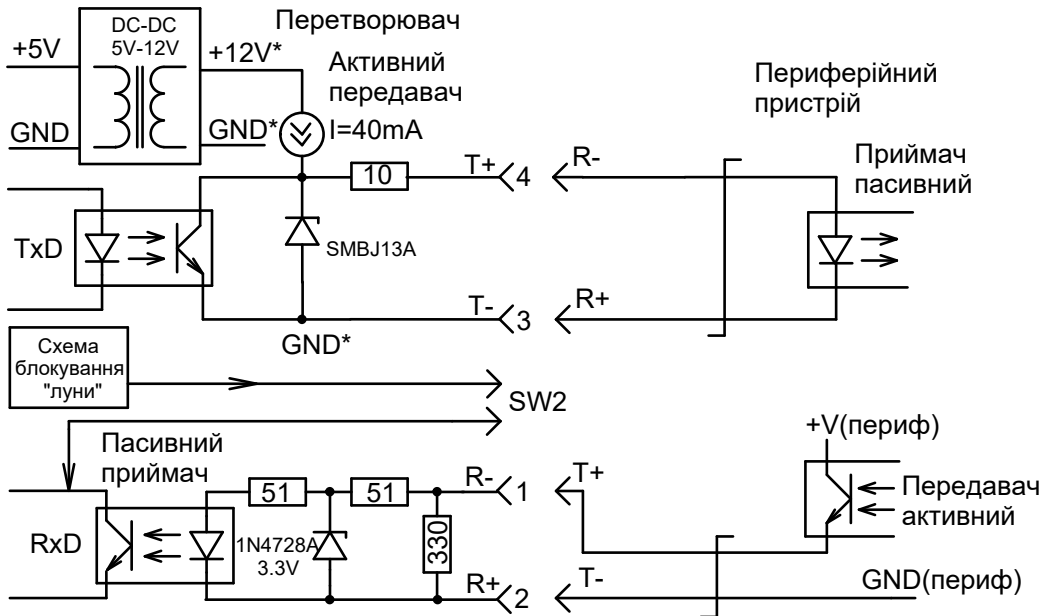 DC-DC
5V-12V
Перетворювач
+5V
+12V*
Активний
передавач
GND
GND*
I=40mA
Периферійний
пристрій
Приймач
пасивний
10
T+
4
R-
TxD
SMBJ13A
T-
3
R+
GND*
Схема
блокування
"луни"
SW2
+V(периф)
Пасивний
приймач
51
51
R-
1
T+
Передавач
активний
RxD
1N4728A
3.3V
330
R+
2
T-
GND(периф)